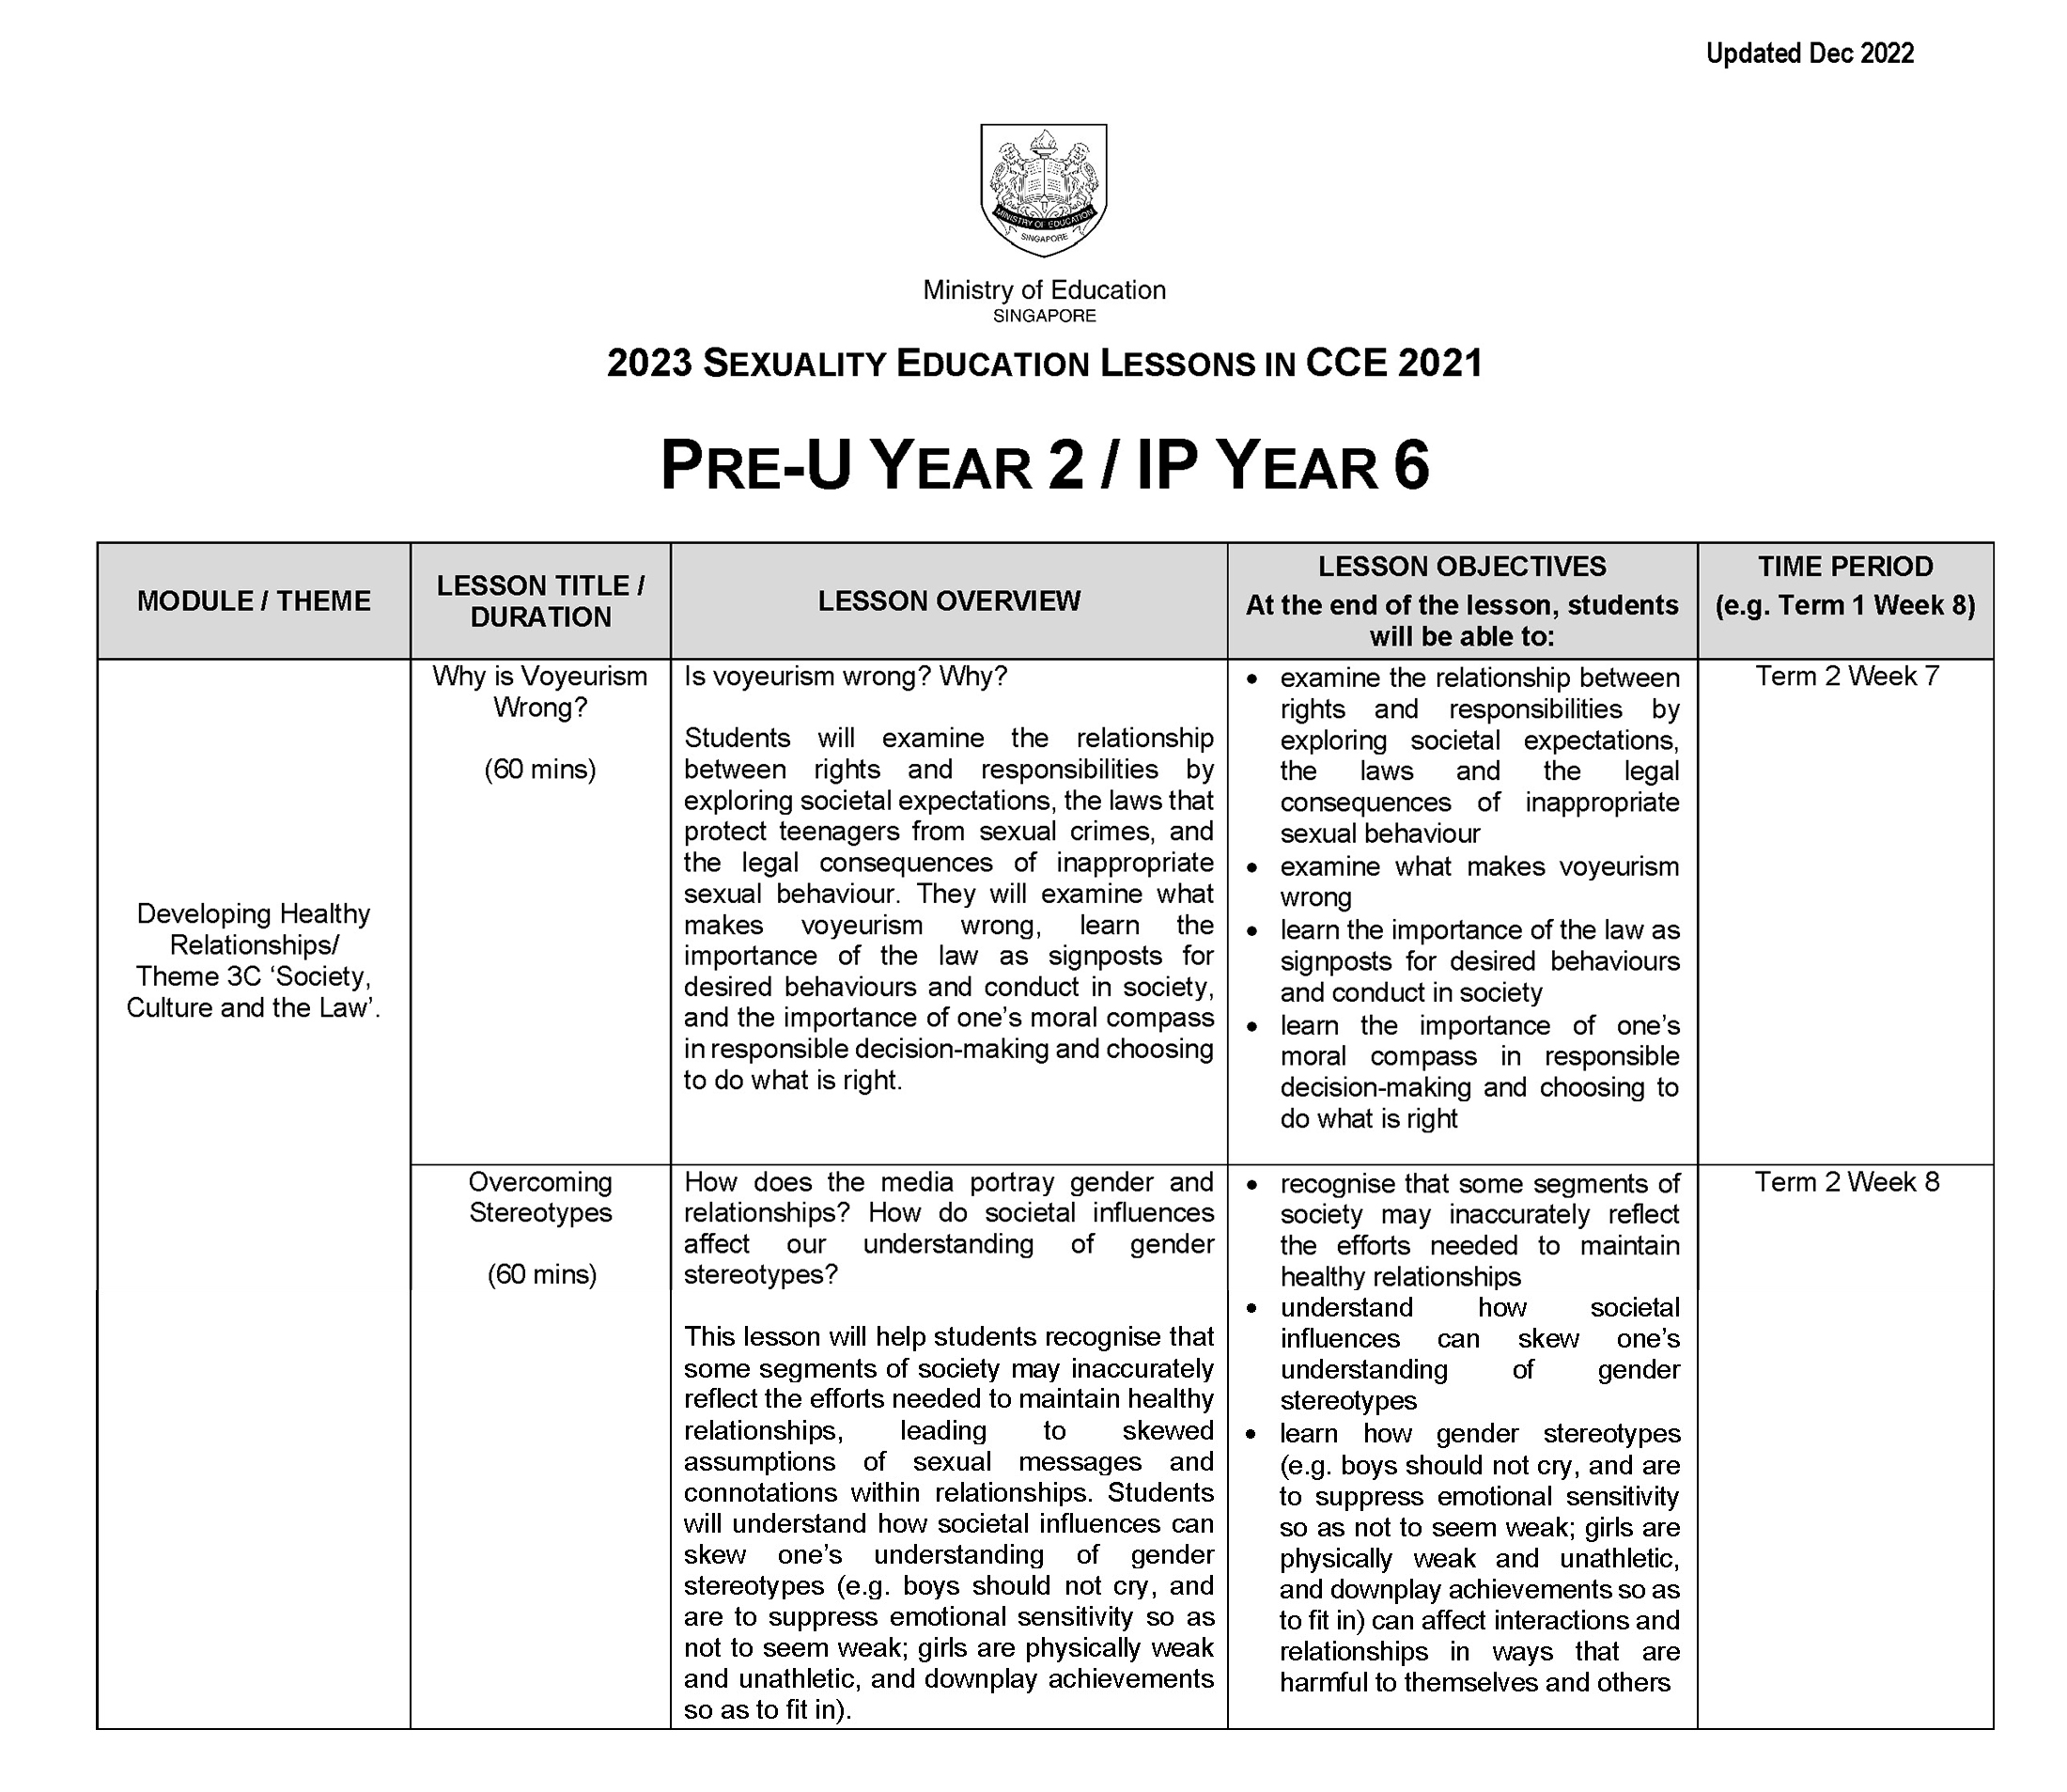 Updated Dec 2022
MINISTRY OF EDUCATION
SINGAPORE
Ministry of Education
SINGAPORE
2023 SEXUALITY EDUCATION LESSONS IN CCE 2021
PRE-U YEAR 2 / IP YEAR 6
MODULE / THEME
LESSON TITLE /
DURATION
LESSON OVERVIEW
LESSON OBJECTIVES
At the end of the lesson, students
will be able to:
TIME PERIOD
(e.g. Term 1 Week 8)
Developing Healthy
Relationships/
Theme 3C ‘Society,
Culture and the Law’.
Why is Voyeurism
Wrong?
(60 mins)
Is voyeurism wrong? Why?
Students will examine the relationship
between rights and responsibilities by
exploring societal expectations, the laws that
protect teenagers from sexual crimes, and
the legal consequences of inappropriate
sexual behaviour. They will examine what
makes voyeurism wrong, learn the
importance of the law as signposts for
desired behaviours and conduct in society,
and the importance of one’s moral compass
in responsible decision-making and choosing
to do what is right.
• examine the relationship between
rights and responsibilities by
exploring societal expectations,
the laws and the legal
consequences of inappropriate
sexual behaviour
• examine what makes voyeurism
wrong
• learn the importance of the law as
signposts for desired behaviours
and conduct in society
• learn the importance of one’s
moral compass in responsible
decision-making and choosing to
do what is right
Term 2 Week 7
Overcoming
Stereotypes
(60 mins)
How does the media portray gender and
relationships? How do societal influences
affect our understanding of gender
stereotypes?
This lesson will help students recognise that
some segments of society may inaccurately
reflect the efforts needed to maintain healthy
relationships, leading to skewed
assumptions of sexual messages and
connotations within relationships. Students
will understand how societal influences can
skew one’s understanding of gender
stereotypes (e.g. boys should not cry, and
are to suppress emotional sensitivity so as
not to seem weak; girls are physically weak
and unathletic, and downplay achievements
so as to fit in).
• recognise that some segments of
society may inaccurately reflect
the efforts needed to maintain
healthy relationships
• understand how societal
influences can skew one’s
understanding of gender
stereotypes
• learn how gender stereotypes
(e.g. boys should not cry, and are
to suppress emotional sensitivity
so as not to seem weak; girls are
physically weak and unathletic,
and downplay achievements so as
to fit in) can affect interactions and
relationships in ways that are
harmful to themselves and others
Term 2 Week 8